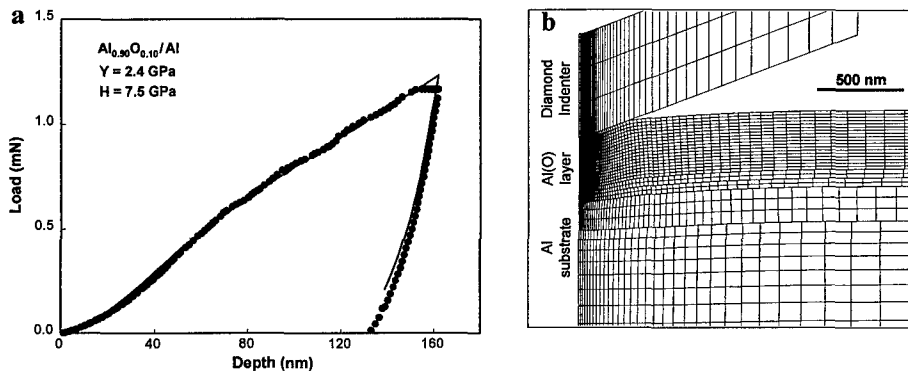 a
1.5
Al0.90O0.10/Al
Y = 2.4 GPa
H = 7.5 GPa
1.0
0.5
0.0
Load (mN)
0
40
80
120
160
Depth (nm)
b
Diamond
Indenter
500 nm
Al(O)
layer
Al
substrate